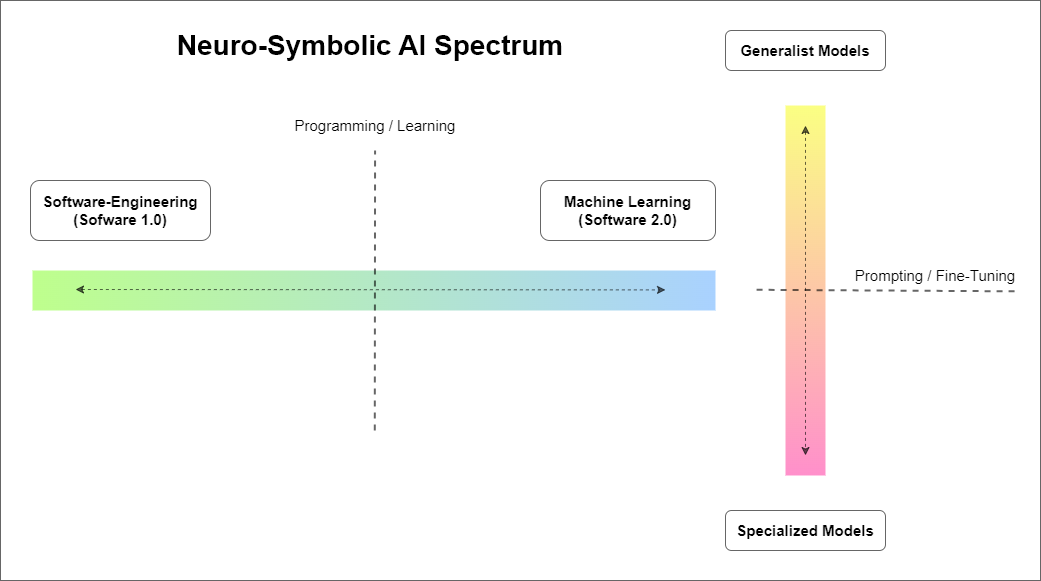 Neuro-Symbolic AI Spectrum
Generalist Models
Programming / Learning
Software-Engineering
(Sofware 1.0)
Machine Learning
(Software 2.0)
Prompting / Fine-Tuning
Specialized Models